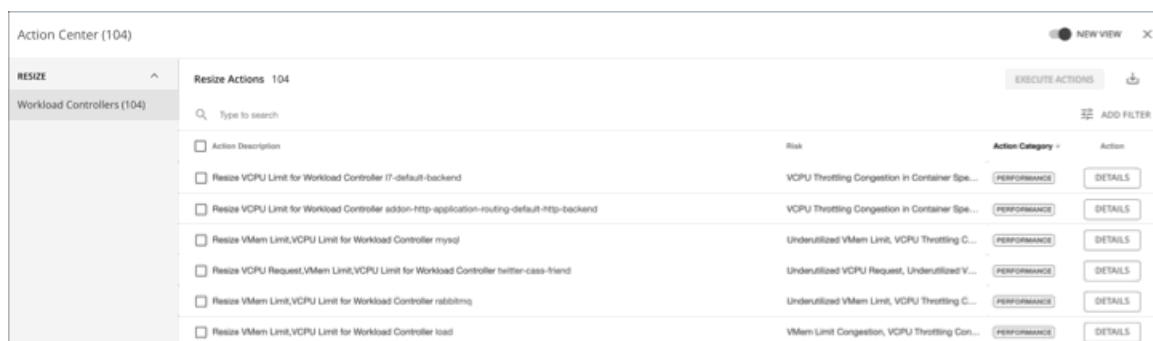 Action Center (104)
NEW VIEW
RESIZE
Workload Controllers (104)
Resize Actions 104
EXECUTE ACTIONS
Type to search
ADD FILTER
Action Description Risk Action Category Action
Resize VCPU Limit for Workload Controller l7-default-backend VCPU Throttling Congestion in Container Spe... PERFORMANCE DETAILS
Resize VCPU Limit for Workload Controller addon-http-application-routing-default-http-backend VCPU Throttling Congestion in Container Spe... PERFORMANCE DETAILS
Resize VMem Limit,VCPU Limit for Workload Controller mysql Underutilized VMem Limit, VCPU Throttling C... PERFORMANCE DETAILS
Resize VCPU Request,VMem Limit,VCPU Limit for Workload Controller twitter-cass-friend Underutilized VCPU Request, Underutilized V... PERFORMANCE DETAILS
Resize VMem Limit,VCPU Limit for Workload Controller rabbitmq Underutilized VMem Limit, VCPU Throttling C... PERFORMANCE DETAILS
Resize VMem Limit,VCPU Limit for Workload Controller load VMem Limit Congestion, VCPU Throttling Con... PERFORMANCE DETAILS